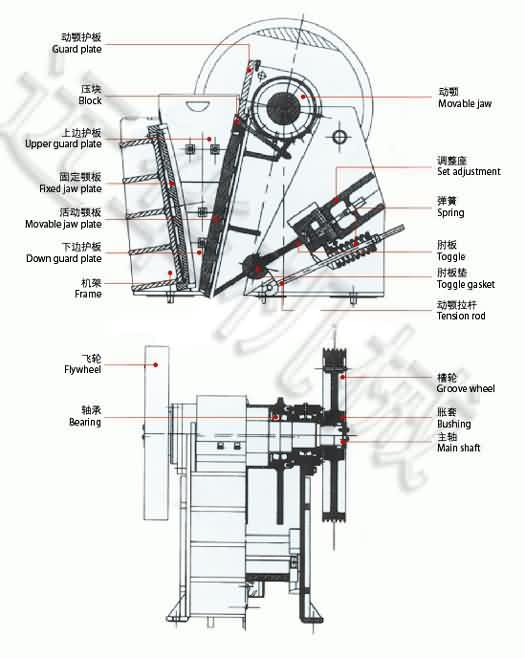 动颚护板
Guard plate
压块
Block
上边护板
Upper guard plate
固定颚板
Fixed jaw plate
活动颚板
Movable jaw plate
下边护板
Down guard plate
机架
Frame
动颚
Movable jaw
调整座
Set adjustment
弹簧
Spring
肘板
Toggle
肘板垫
Toggle gasket
动颚拉杆
Tension rod
飞轮
Flywheel
轴承
Bearing
槽轮
Groove wheel
胀套
Bushing
主轴
Main shaft
机械